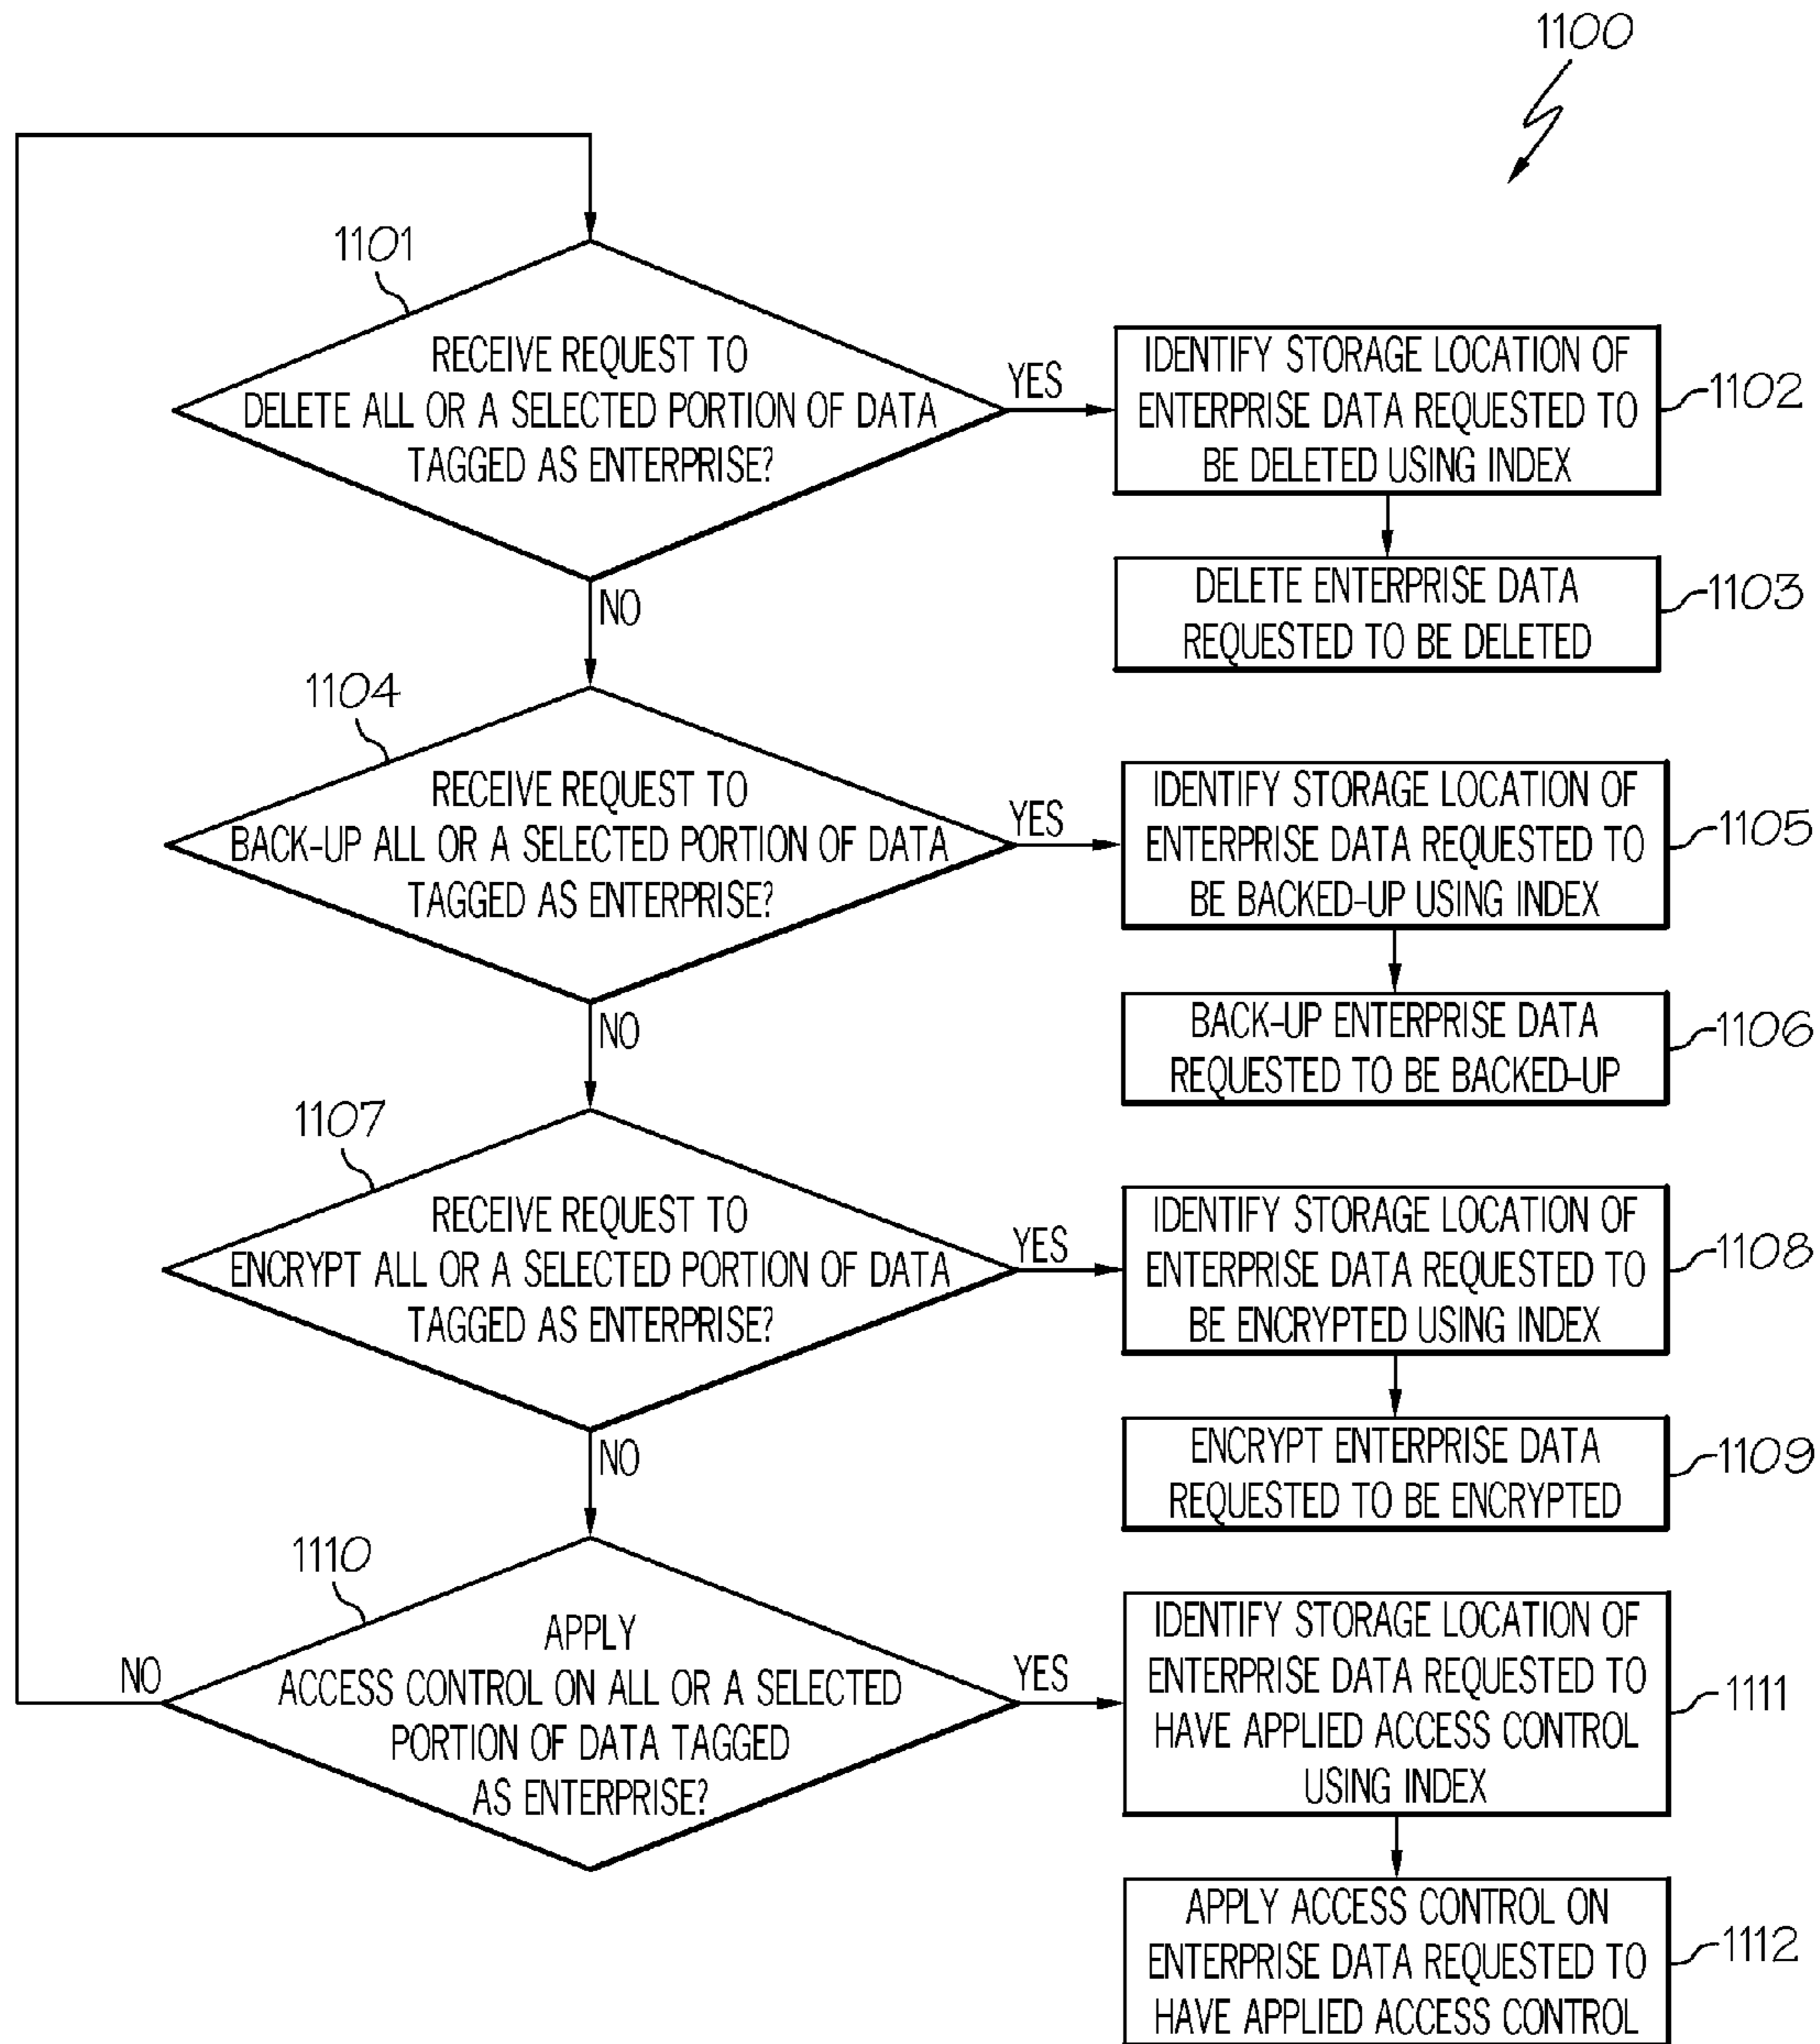 1100
1101
RECEIVE REQUEST TO
DELETE ALL OR A SELECTED PORTION OF DATA
TAGGED AS ENTERPRISE?
YES
IDENTIFY STORAGE LOCATION OF
ENTERPRISE DATA REQUESTED TO
BE DELETED USING INDEX
1102
DELETE ENTERPRISE DATA
REQUESTED TO BE DELETED
1103
NO
1104
RECEIVE REQUEST TO
BACK-UP ALL OR A SELECTED PORTION OF DATA
TAGGED AS ENTERPRISE?
YES
IDENTIFY STORAGE LOCATION OF
ENTERPRISE DATA REQUESTED TO
BE BACKED-UP USING INDEX
1105
BACK-UP ENTERPRISE DATA
REQUESTED TO BE BACKED-UP
1106
NO
1107
RECEIVE REQUEST TO
ENCRYPT ALL OR A SELECTED PORTION OF DATA
TAGGED AS ENTERPRISE?
YES
IDENTIFY STORAGE LOCATION OF
ENTERPRISE DATA REQUESTED TO
BE ENCRYPTED USING INDEX
1108
ENCRYPT ENTERPRISE DATA
REQUESTED TO BE ENCRYPTED
1109
NO
1110
APPLY
ACCESS CONTROL ON ALL OR A SELECTED
PORTION OF DATA TAGGED
AS ENTERPRISE?
NO
YES
IDENTIFY STORAGE LOCATION OF
ENTERPRISE DATA REQUESTED TO
HAVE APPLIED ACCESS CONTROL
USING INDEX
1111
APPLY ACCESS CONTROL ON
ENTERPRISE DATA REQUESTED TO
HAVE APPLIED ACCESS CONTROL
1112